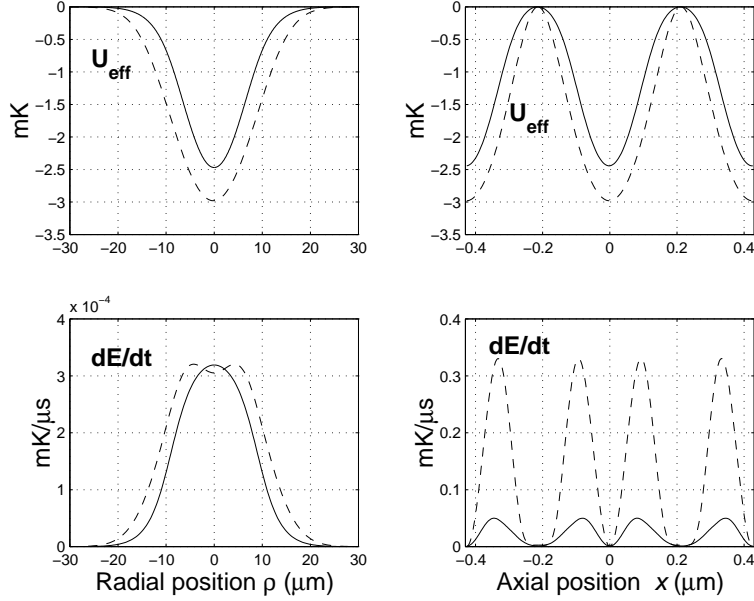 0
−0.5
−1
−1.5
−2
−2.5
−3
−3.5
mK
U_eff
−30 −20 −10 0 10 20 30
0
−0.5
−1
−1.5
−2
−2.5
−3
−3.5
mK
U_eff
−0.4 −0.2 0 0.2 0.4
x 10^−4
4
3
2
1
0
mK/μs
dE/dt
−30 −20 −10 0 10 20 30
Radial position ρ (μm)
0.4
0.3
0.2
0.1
0
mK/μs
dE/dt
−0.4 −0.2 0 0.2 0.4
Axial position x (μm)